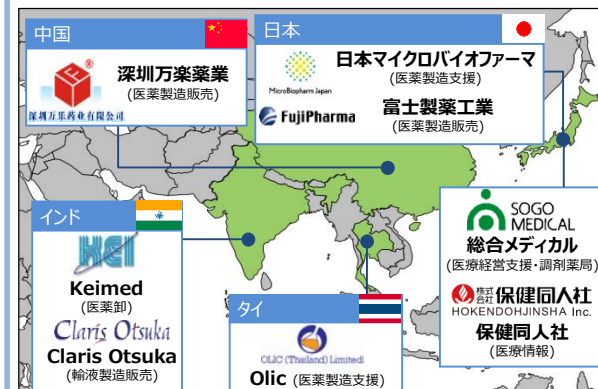 中国
深圳万楽薬業
(医薬製造販売)
深圳万乐药业有限公司
日本
MicroBiopharm Japan
日本マイクロバイオファーマ
(医薬製造支援)
FujiPharma
富士製薬工業
(医薬製造販売)
インド
KEI
Keimed
(医薬卸)
Claris Otsuka
Claris Otsuka
(輸液製造販売)
タイ
OLIC (Thailand) Limited
Olic (医薬製造支援)
SOGO
MEDICAL
総合メディカル
(医療経営支援・調剤薬局)
株式会社保健同人社
HOKENDOHJINSHA Inc.
保健同人社
(医療情報)